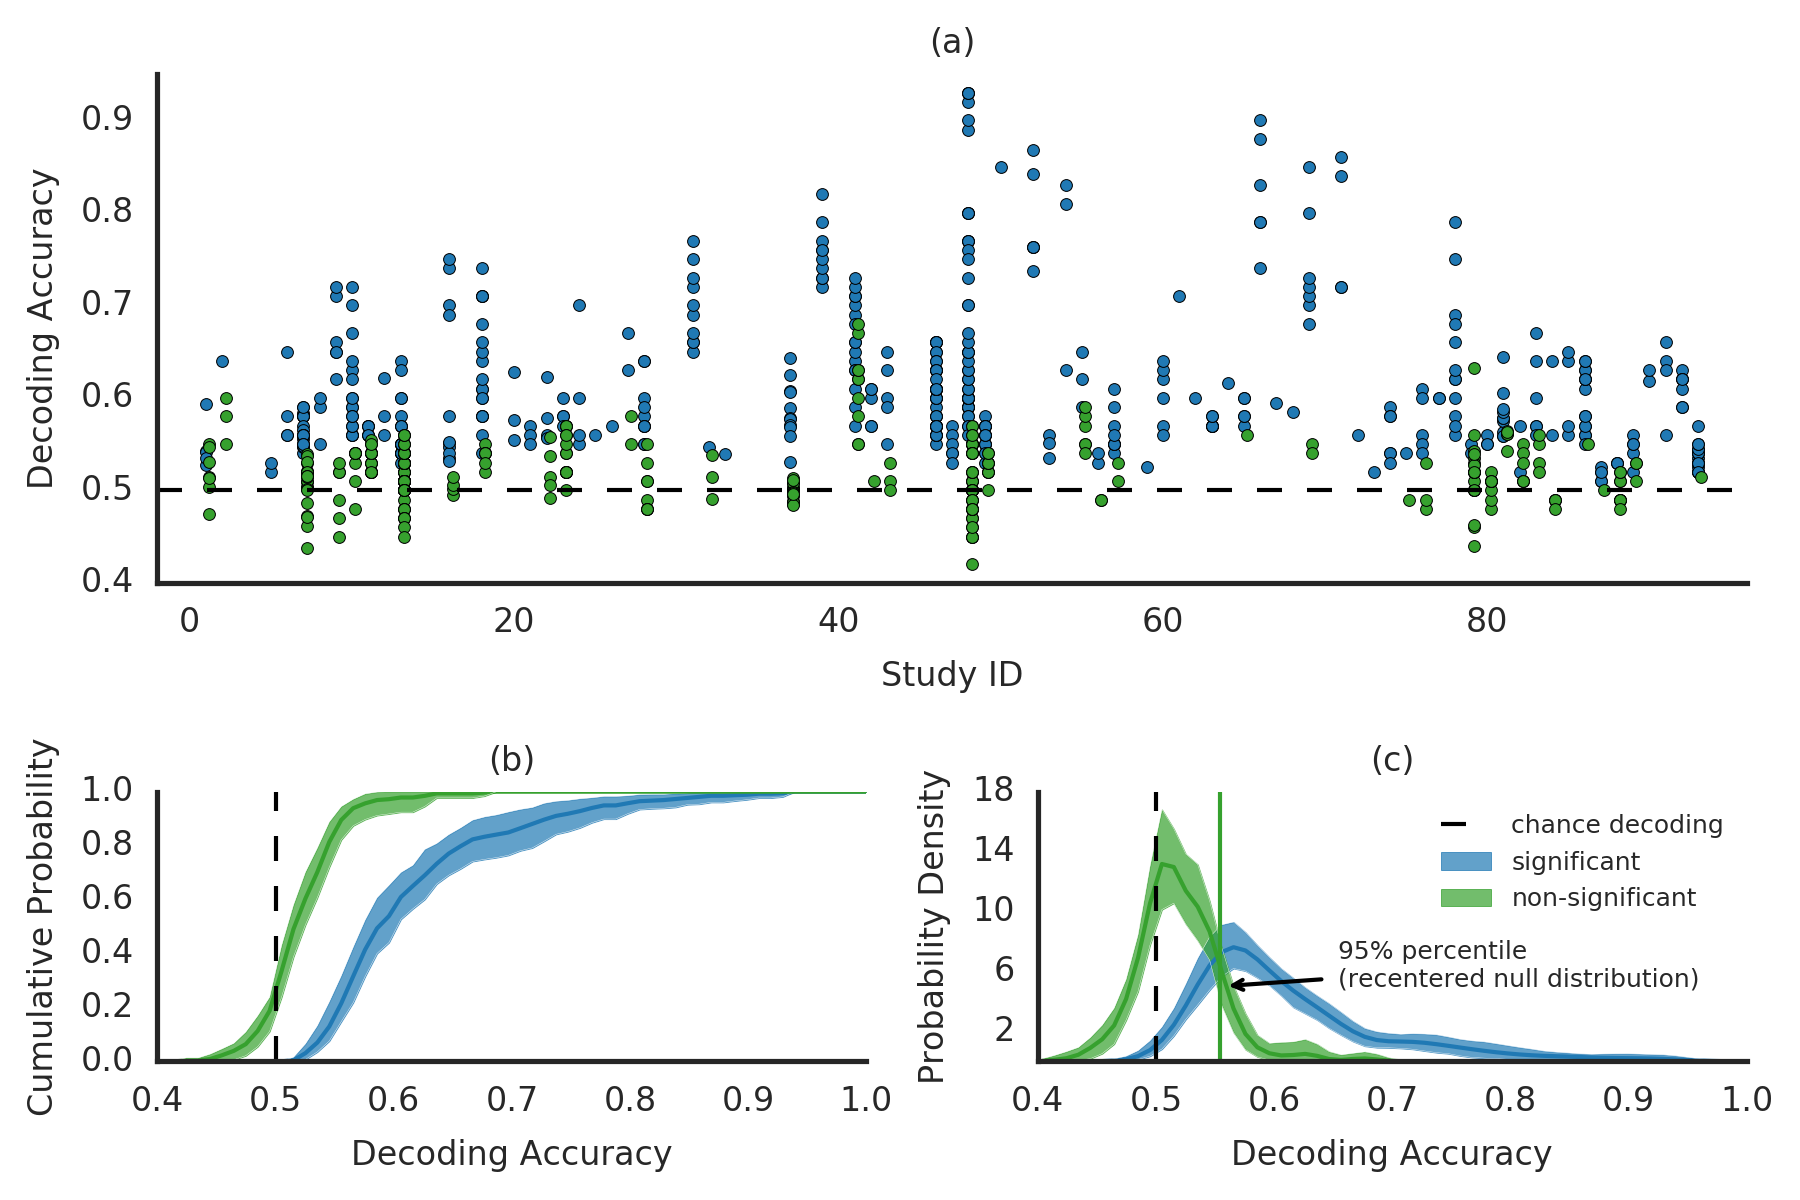 (a)
Decoding Accuracy
0.9
0.8
0.7
0.6
0.5
0.4
0 20 40 60 80
Study ID
(b)
Cumulative Probability
1.0
0.8
0.6
0.4
0.2
0.0
0.4 0.5 0.6 0.7 0.8 0.9 1.0
Decoding Accuracy
(c)
Probability Density
18
14
10
6
2
chance decoding
significant
non-significant
95% percentile
(recentered null distribution)
0.4 0.5 0.6 0.7 0.8 0.9 1.0
Decoding Accuracy